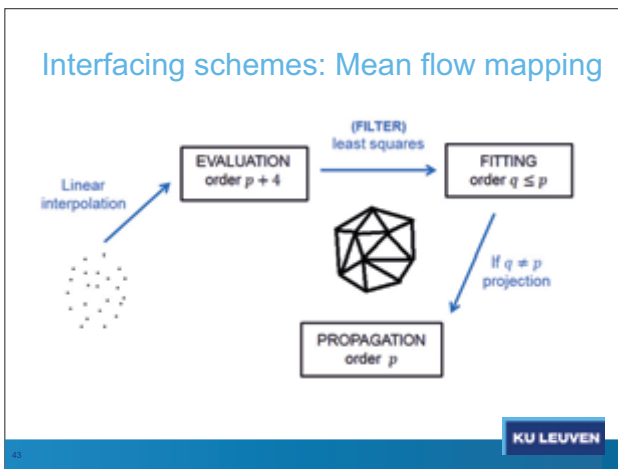 Interfacing schemes: Mean flow mapping
(FILTER)
least squares
EVALUATION
order p + 4
FITTING
order q ≤ p
Linear
interpolation
If q ≠ p
projection
PROPAGATION
order p
KU LEUVEN
43